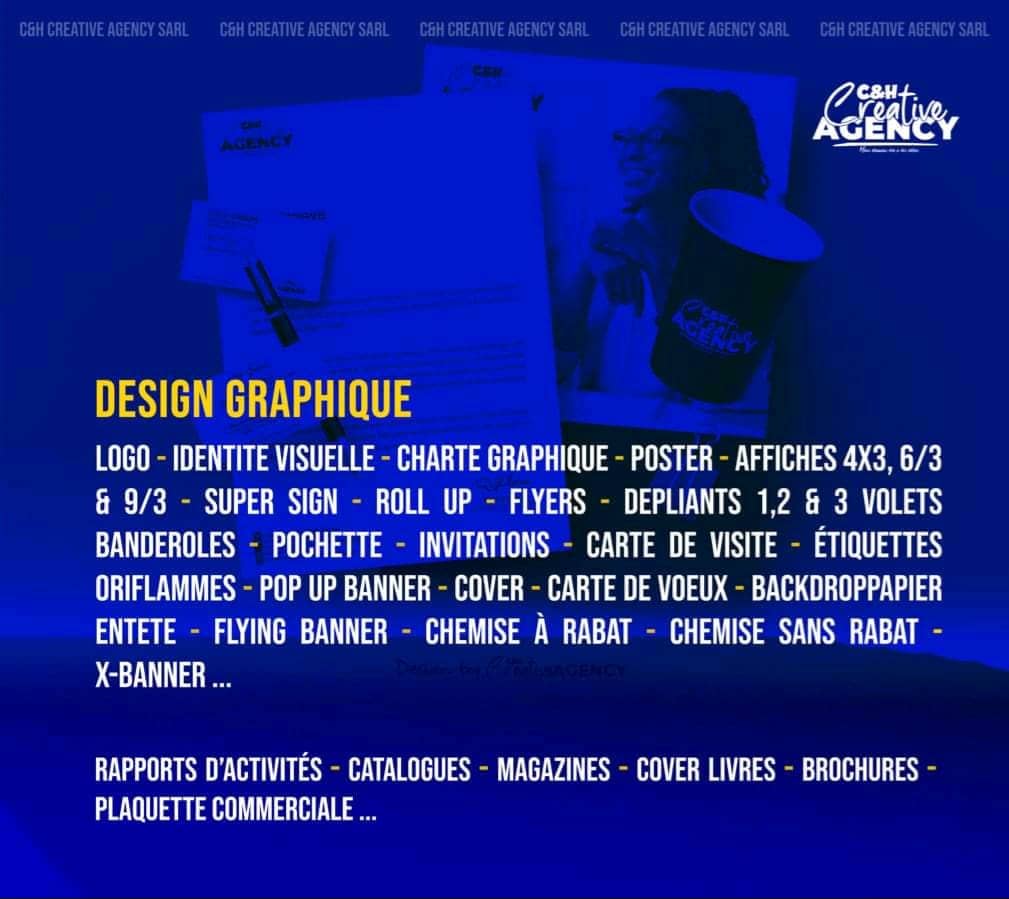 C&H CREATIVE AGENCY SARL C&H CREATIVE AGENCY SARL C&H CREATIVE AGENCY SARL C&H CREATIVE AGENCY SARL C&H CREATIVE AGENCY SARL
C&H
Creative
AGENCY
C&H
C&H
AGENCY
C&H
Creative
AGENCY
DESIGN GRAPHIQUE
LOGO - IDENTITE VISUELLE - CHARTE GRAPHIQUE - POSTER - AFFICHES 4X3, 6/3
& 9/3 - SUPER SIGN - ROLL UP - FLYERS - DEPLIANTS 1,2 & 3 VOLETS
BANDEROLES - POCHETTE - INVITATIONS - CARTE DE VISITE - ÉTIQUETTES
ORIFLAMMES - POP UP BANNER - COVER - CARTE DE VOEUX - BACKDROPPAPIER
ENTETE - FLYING BANNER - CHEMISE À RABAT - CHEMISE SANS RABAT -
X-BANNER ...
Design by C&H Creative AGENCY
RAPPORTS D'ACTIVITÉS - CATALOGUES - MAGAZINES - COVER LIVRES - BROCHURES -
PLAQUETTE COMMERCIALE ...